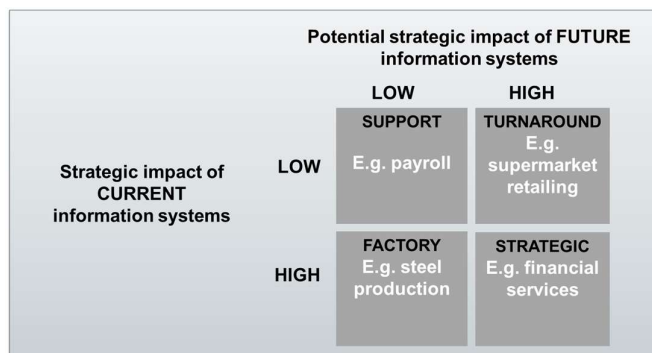 Potential strategic impact of FUTURE
information systems
LOW HIGH
Strategic impact of
CURRENT
information systems
LOW
SUPPORT
E.g. payroll
TURNAROUND
E.g.
supermarket
retailing
HIGH
FACTORY
E.g. steel
production
STRATEGIC
E.g. financial
services